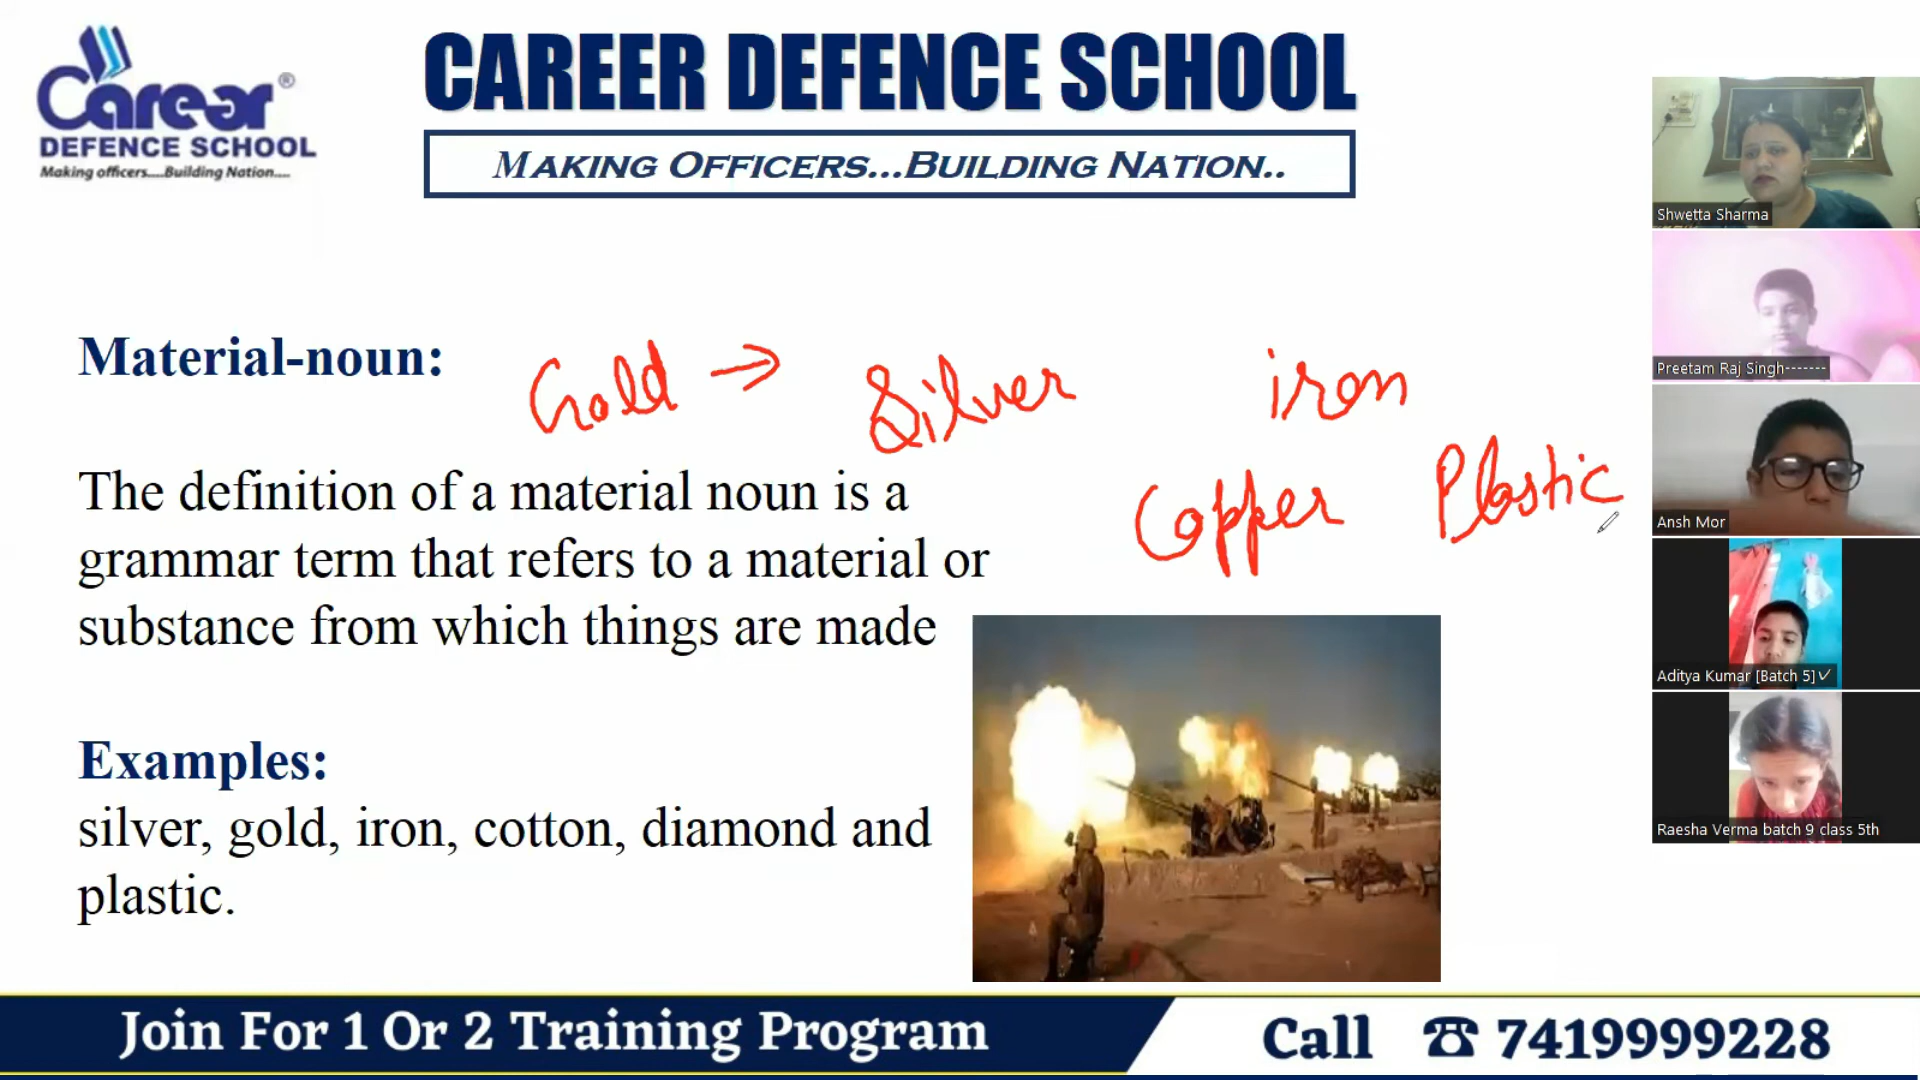 Carear®
DEFENCE SCHOOL
Making officers....Building Nation....
CAREER DEFENCE SCHOOL
MAKING OFFICERS...BUILDING NATION..
Material-noun:
Gold → Silver iron
Copper Plastic
The definition of a material noun is a
grammar term that refers to a material or
substance from which things are made
Examples:
silver, gold, iron, cotton, diamond and
plastic.
Shwetta Sharma
Preetam Raj Singh-------
Ansh Mor
Aditya Kumar [Batch 5]✓
Raesha Verma batch 9 class 5th
Join For 1 Or 2 Training Program
Call ☎ 7419999228